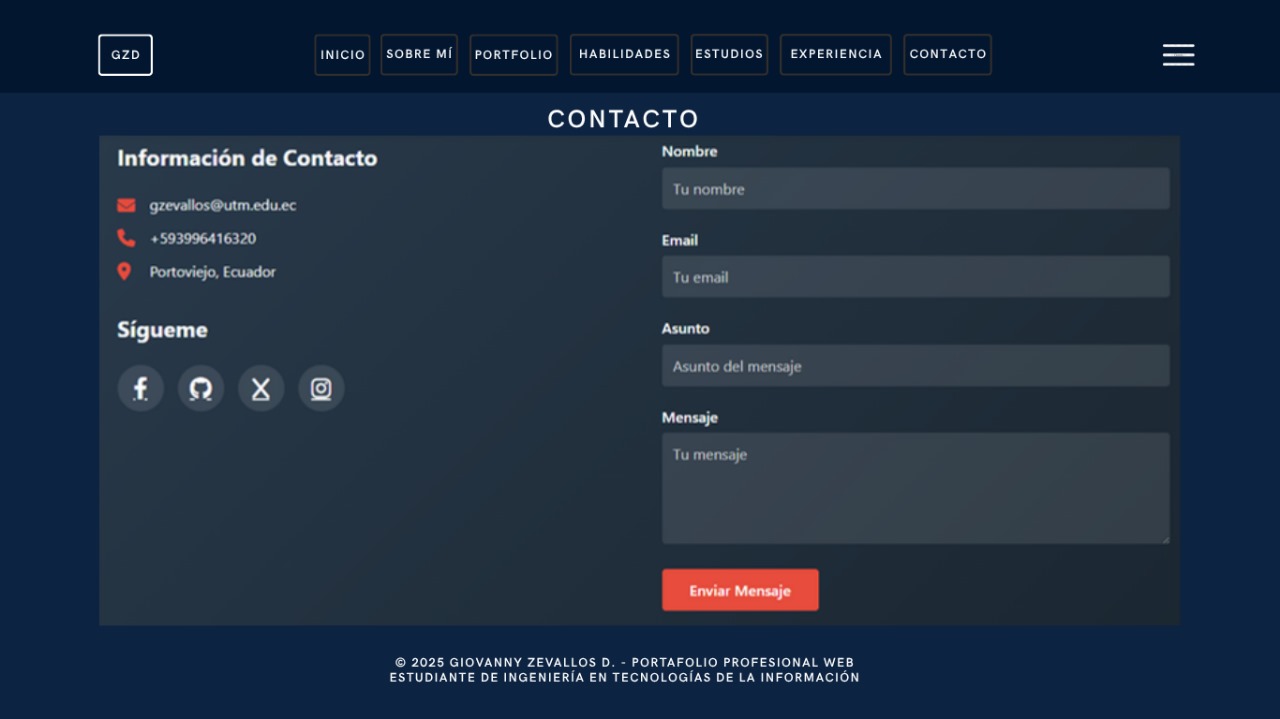 GZD
INICIO
SOBRE MÍ
PORTFOLIO
HABILIDADES
ESTUDIOS
EXPERIENCIA
CONTACTO
CONTACTO
Información de Contacto
gzevallos@utm.edu.ec
+593996416320
Portoviejo, Ecuador
Sígueme
Nombre
Tu nombre
Email
Tu email
Asunto
Asunto del mensaje
Mensaje
Tu mensaje
Enviar Mensaje
© 2025 GIOVANNY ZEVALLOS D. - PORTAFOLIO PROFESIONAL WEB
ESTUDIANTE DE INGENIERÍA EN TECNOLOGÍAS DE LA INFORMACIÓN